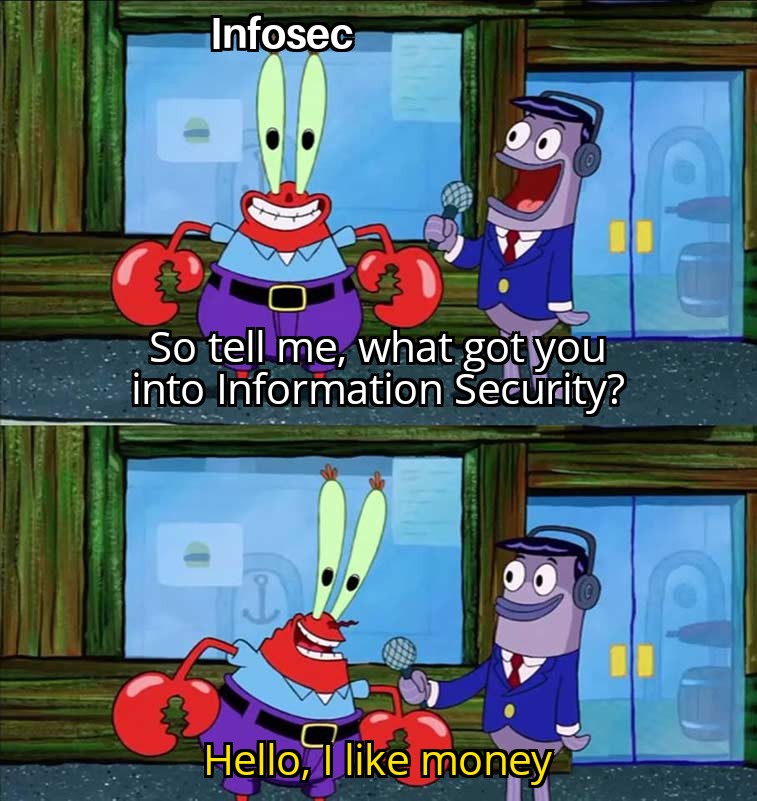 Infosec
So tell me, what got you
into Information Security?
Hello, I like money